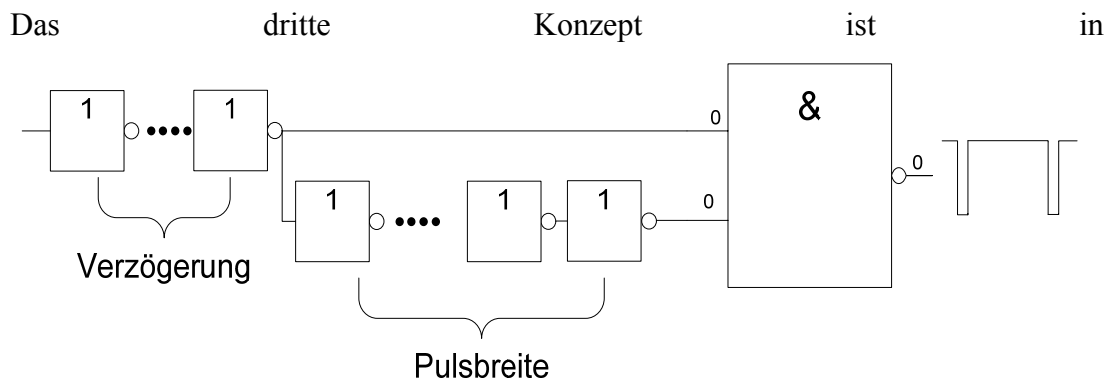 Das dritte Konzept ist in
1 1 0 &
0
1 1 1 0
Verzögerung
Pulsbreite